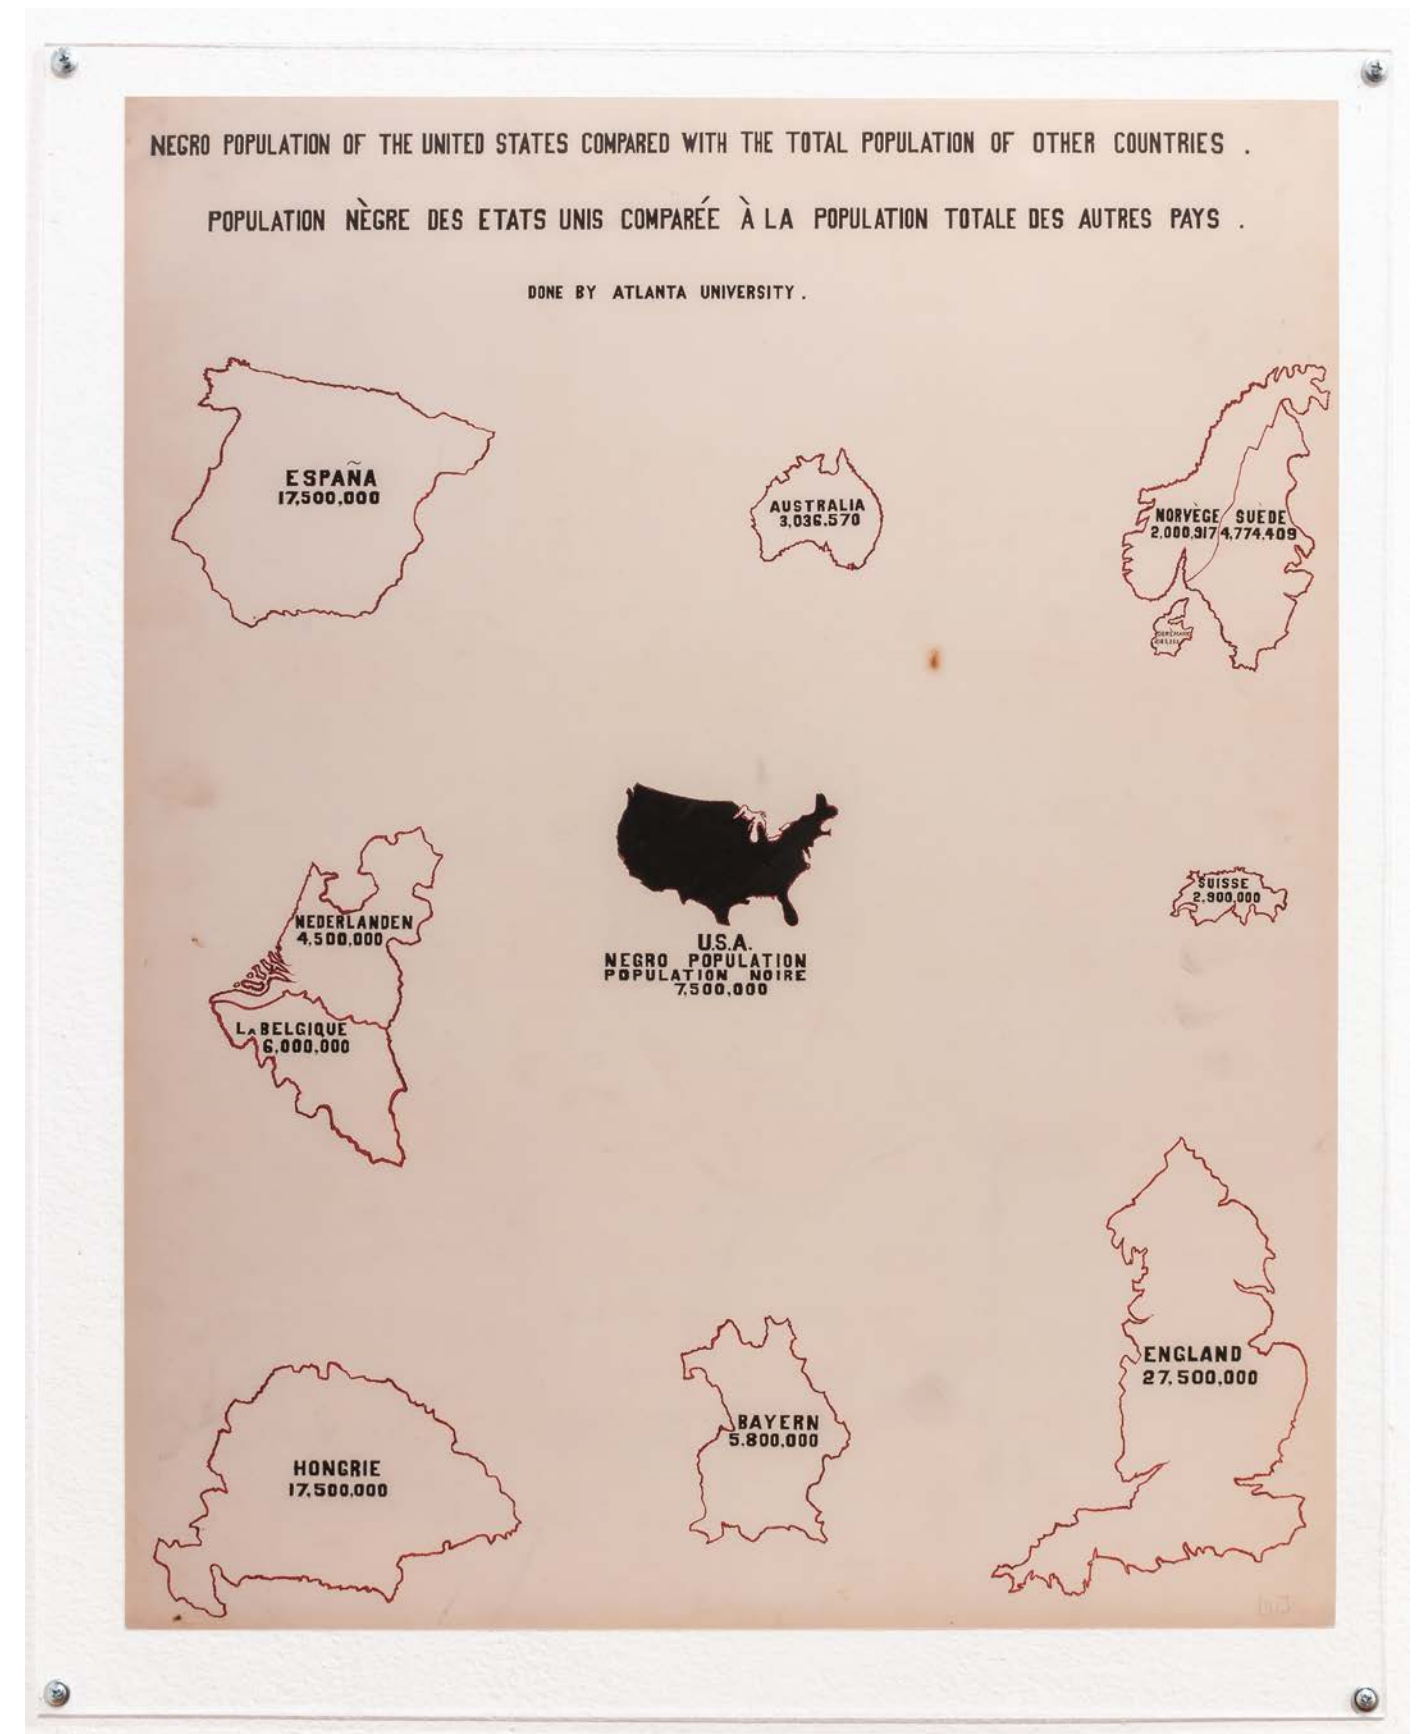 NEGRO POPULATION OF THE UNITED STATES COMPARED WITH THE TOTAL POPULATION OF OTHER COUNTRIES .
POPULATION NÈGRE DES ETATS UNIS COMPARÉE À LA POPULATION TOTALE DES AUTRES PAYS .
DONE BY ATLANTA UNIVERSITY .
ESPAÑA
17,500,000
AUSTRALIA
3,036.570
NORVÈGE SUÈDE
2,000,917 4,774,409
NEDERLANDEN
4,500,000
LA BELGIQUE
6,000,000
U.S.A.
NEGRO POPULATION
POPULATION NOIRE
7,500,000
SUISSE
2,900,000
HONGRIE
17,500,000
BAYERN
5.800,000
ENGLAND
27,500,000